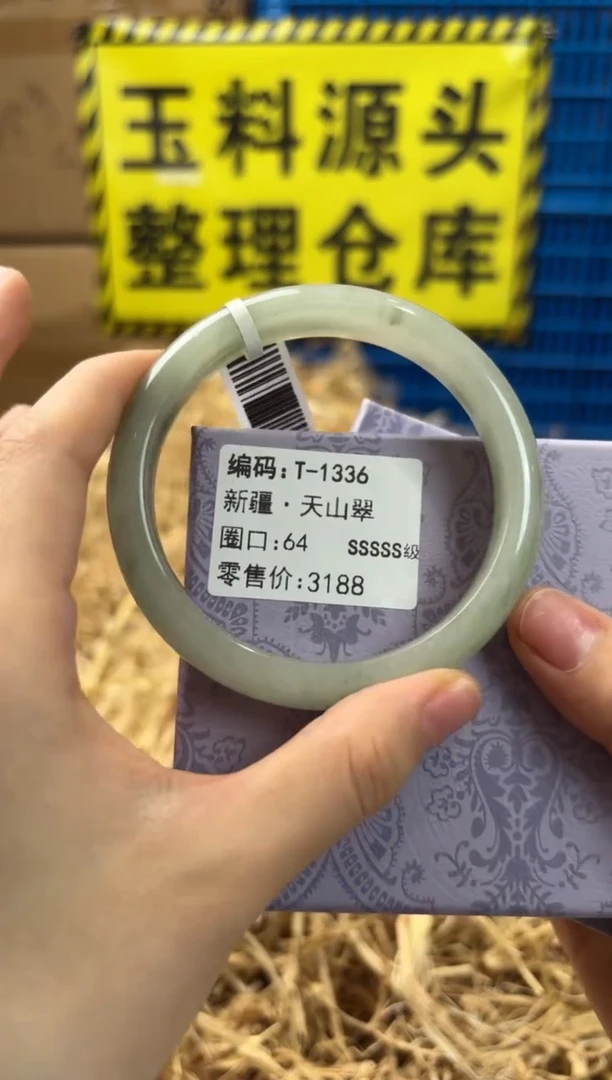 玉料源头
整理仓库
编码:T-1336
新疆·天山翠
圈口:64 SSSSS级
零售价:3188